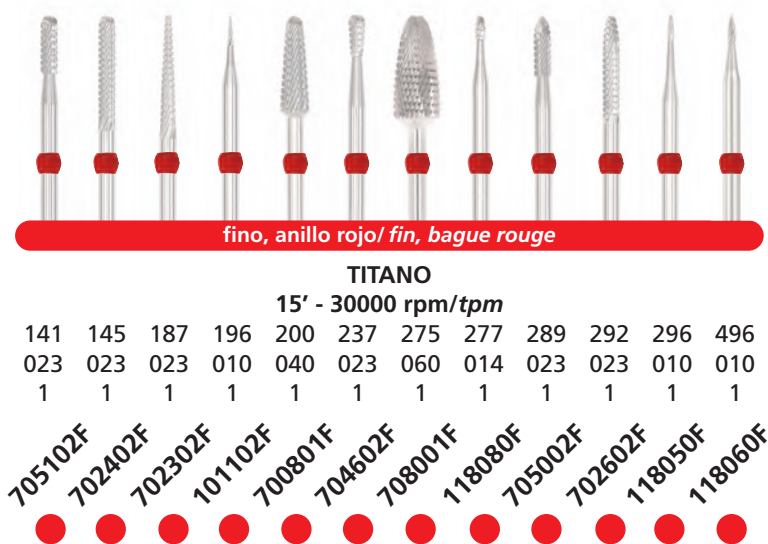 fino, anillo rojo/ fin, bague rouge
TITANO
15’ - 30000 rpm/tpm
141 145 187 196 200 237 275 277 289 292 296 496
023 023 023 010 040 023 060 014 023 023 010 010
1 1 1 1 1 1 1 1 1 1 1 1
705102F 702402F 702302F 101102F 700801F 704602F 708001F 118080F 705002F 702602F 118050F 118060F